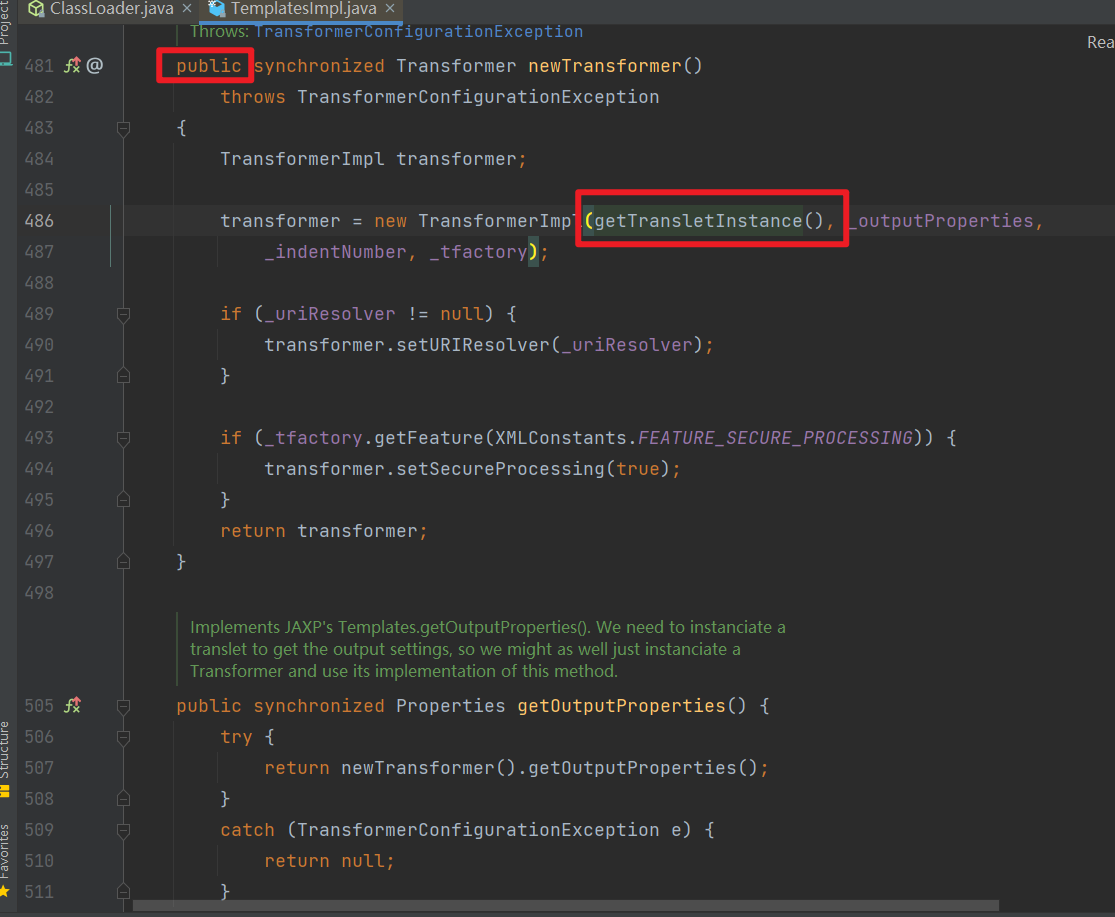 Project
ClassLoader.java
TemplatesImpl.java
Throws: TransformerConfigurationException
Rea
481 @ public synchronized Transformer newTransformer()
482 throws TransformerConfigurationException
483 {
484 TransformerImpl transformer;
485
486 transformer = new TransformerImpl(getTransletInstance(), _outputProperties,
487 _indentNumber, _tfactory);
488
489 if (_uriResolver != null) {
490 transformer.setURIResolver(_uriResolver);
491 }
492
493 if (_tfactory.getFeature(XMLConstants.FEATURE_SECURE_PROCESSING)) {
494 transformer.setSecureProcessing(true);
495 }
496 return transformer;
497 }
498
Implements JAXP's Templates.getOutputProperties(). We need to instanciate a
translet to get the output settings, so we might as well just instanciate a
Transformer and use its implementation of this method.
505 public synchronized Properties getOutputProperties() {
506 try {
507 return newTransformer().getOutputProperties();
508 }
509 catch (TransformerConfigurationException e) {
510 return null;
511 }
Structure
Favorites